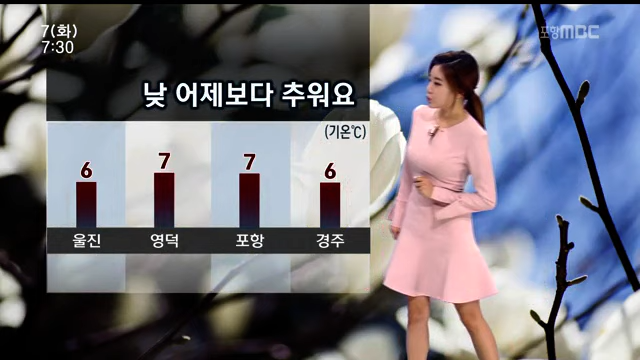 7(화)
7:30
포항MBC
낮 어제보다 추워요
(기온℃)
6 7 7 6
울진 영덕 포항 경주